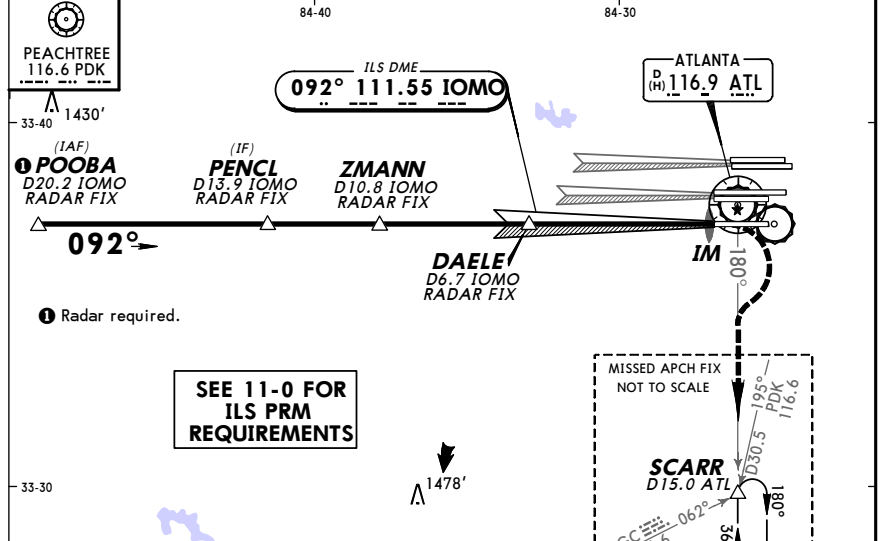 84-40
84-30
PEACHTREE
116.6 PDK
1430'
33-40
ILS DME
092° 111.55 IOMO
ATLANTA
D
(H) 116.9 ATL
(IAF)
1 POOBA
D20.2 IOMO
RADAR FIX
(IF)
PENCL
D13.9 IOMO
RADAR FIX
ZMANN
D10.8 IOMO
RADAR FIX
092°
DAELE
D6.7 IOMO
RADAR FIX
IM
180°
1 Radar required.
SEE 11-0 FOR
ILS PRM
REQUIREMENTS
MISSED APCH FIX
NOT TO SCALE
195°
PDK
116.6
D30.5
SCARR
D15.0 ATL
1478'
33-30
180°
062°